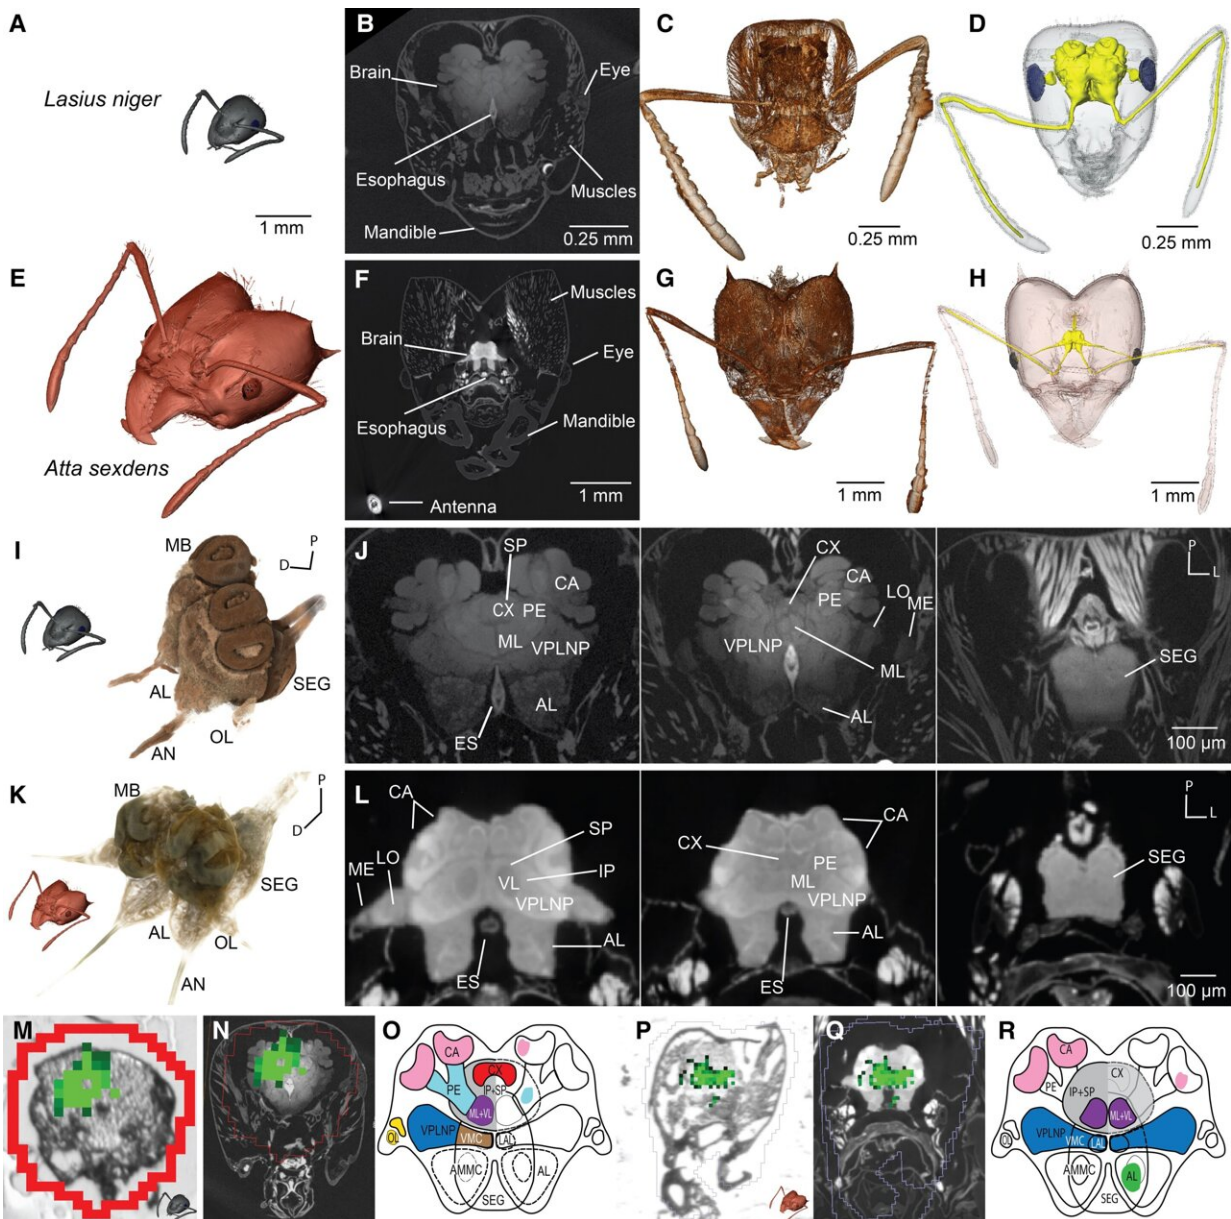 A
Lasius niger
1 mm
B
Brain
Eye
Esophagus
Muscles
Mandible
0.25 mm
C
0.25 mm
D
0.25 mm
E
Atta sexdens
F
Muscles
Brain
Eye
Esophagus
Mandible
1 mm
Antenna
G
1 mm
H
1 mm
I
MB
P
D
AL
SEG
OL
AN
J
SP
CA
CX
PE
ML
VPLNP
AL
ES
CX
CA
PE
LO
ME
VPLNP
ML
AL
P
L
SEG
100 µm
K
MB
P
D
SEG
AL
OL
AN
L
CA
SP
LO
ME
VL
IP
VPLNP
AL
ES
CA
CX
PE
ML
VPLNP
AL
ES
P
L
SEG
100 µm
M
N
O
CA
CX
PE
IP+SP
ML+VL
OL
VPLNP
VMC
LAL
AMMC
AL
SEG
P
Q
R
CA
CX
PE
IP+SP
ML+VL
OL
VPLNP
VMC
LAL
AMMC
AL
SEG